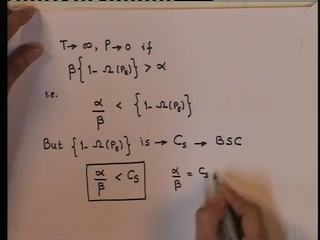 T → ∞, P → 0 if
β{1 - Ω(P_E)} > α
i.e. α/β < {1 - Ω(P_E)}
But {1 - Ω(P_E)} is → C_S → BSC
α/β < C_S α/β = C_S